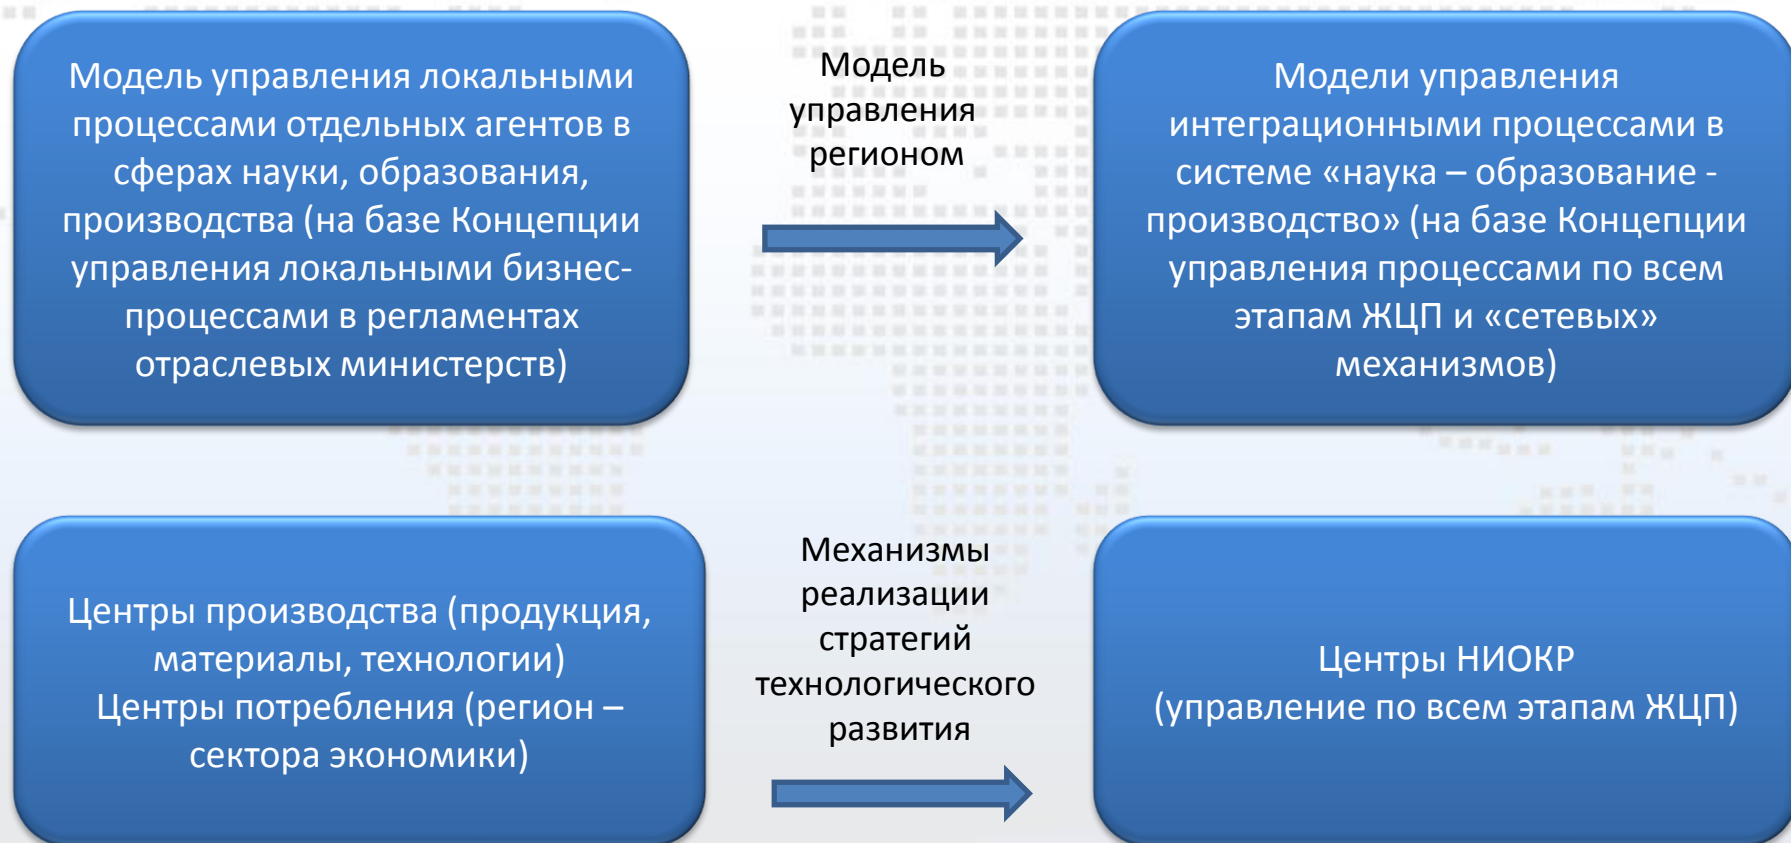 Модель управления локальными
процессами отдельных агентов в
сферах науки, образования,
производства (на базе Концепции
управления локальными бизнес-
процессами в регламентах
отраслевых министерств)
Модель
управления
регионом
Модели управления
интеграционными процессами в
системе «наука – образование -
производство» (на базе Концепции
управления процессами по всем
этапам ЖЦП и «сетевых»
механизмов)
Центры производства (продукция,
материалы, технологии)
Центры потребления (регион –
сектора экономики)
Механизмы
реализации
стратегий
технологического
развития
Центры НИОКР
(управление по всем этапам ЖЦП)